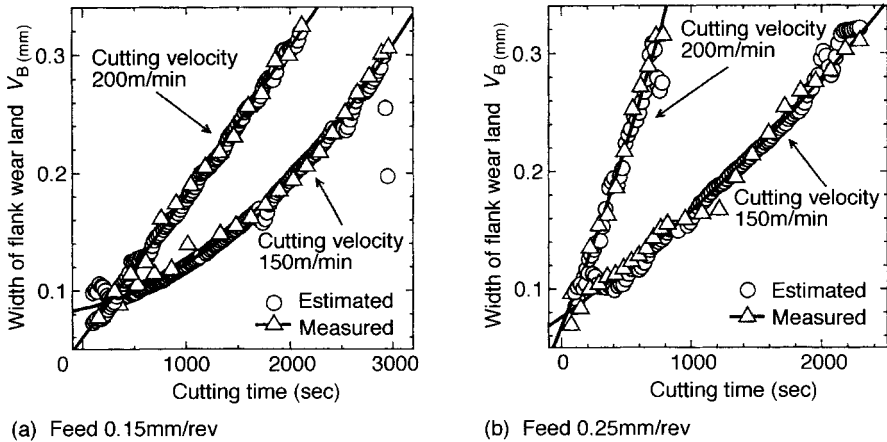 (a)
Width of flank wear land V_B (mm)
0.3
0.2
0.1
Cutting velocity
200m/min
Cutting velocity
150m/min
Estimated
Measured
0
1000
2000
3000
Cutting time (sec)
(a) Feed 0.15mm/rev
(b)
Width of flank wear land V_B (mm)
0.3
0.2
0.1
Cutting velocity
200m/min
Cutting velocity
150m/min
Estimated
Measured
0
1000
2000
Cutting time (sec)
(b) Feed 0.25mm/rev